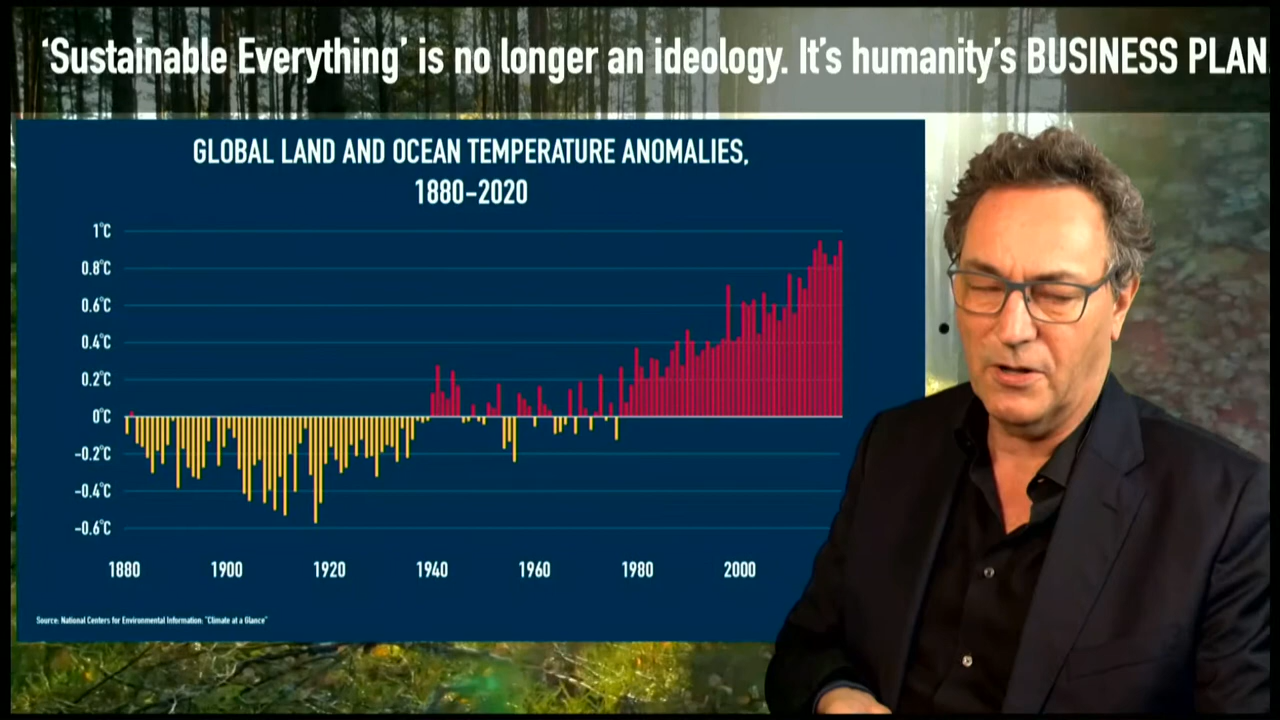 ‘Sustainable Everything’ is no longer an ideology. It’s humanity’s BUSINESS PLAN.
GLOBAL LAND AND OCEAN TEMPERATURE ANOMALIES,
1880–2020
1°C
0.8°C
0.6°C
0.4°C
0.2°C
0°C
-0.2°C
-0.4°C
-0.6°C
1880 1900 1920 1940 1960 1980 2000
Source: National Centers for Environmental Information. "Climate at a Glance"